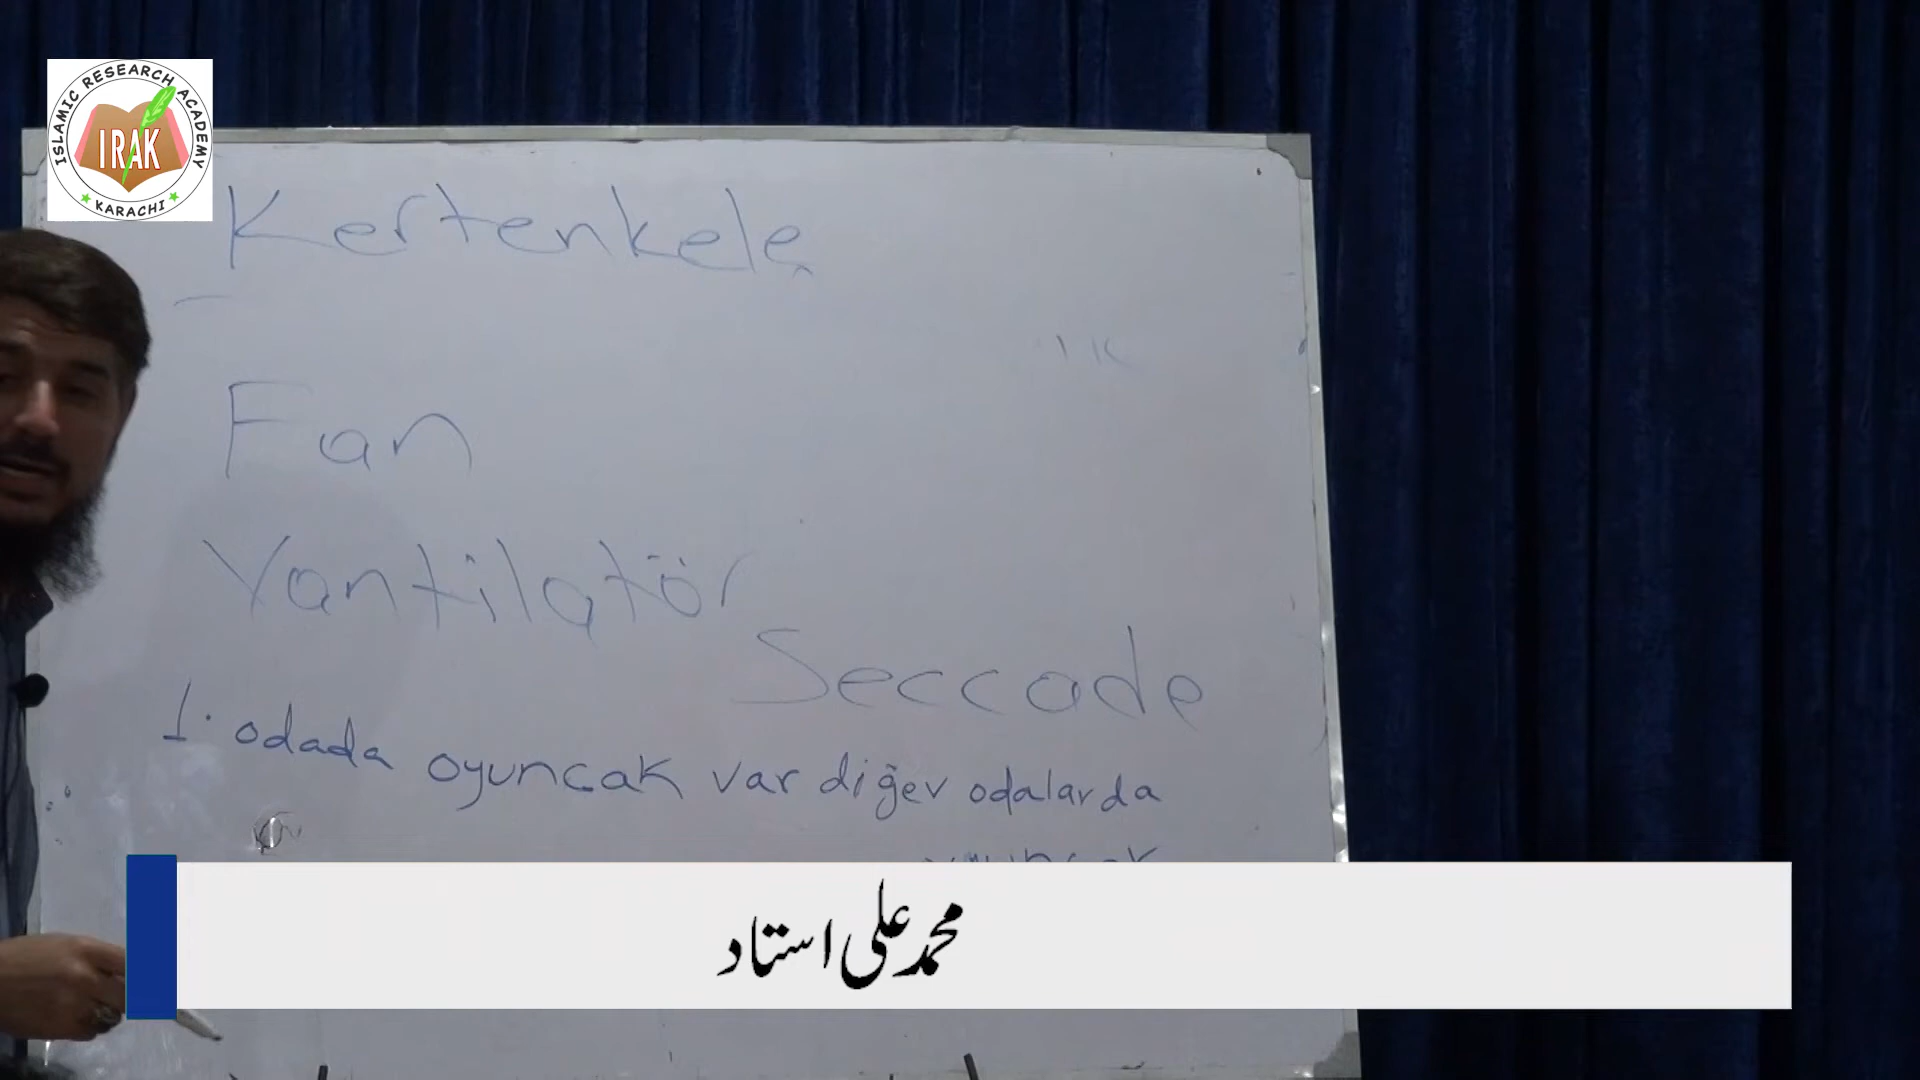 ISLAMIC RESEARCH ACADEMY
IRAK
KARACHI
Kertenkele
Fan
Vantilatör
Seccade
1. odada oyuncak var diğer odalarda
محمد علی استاد